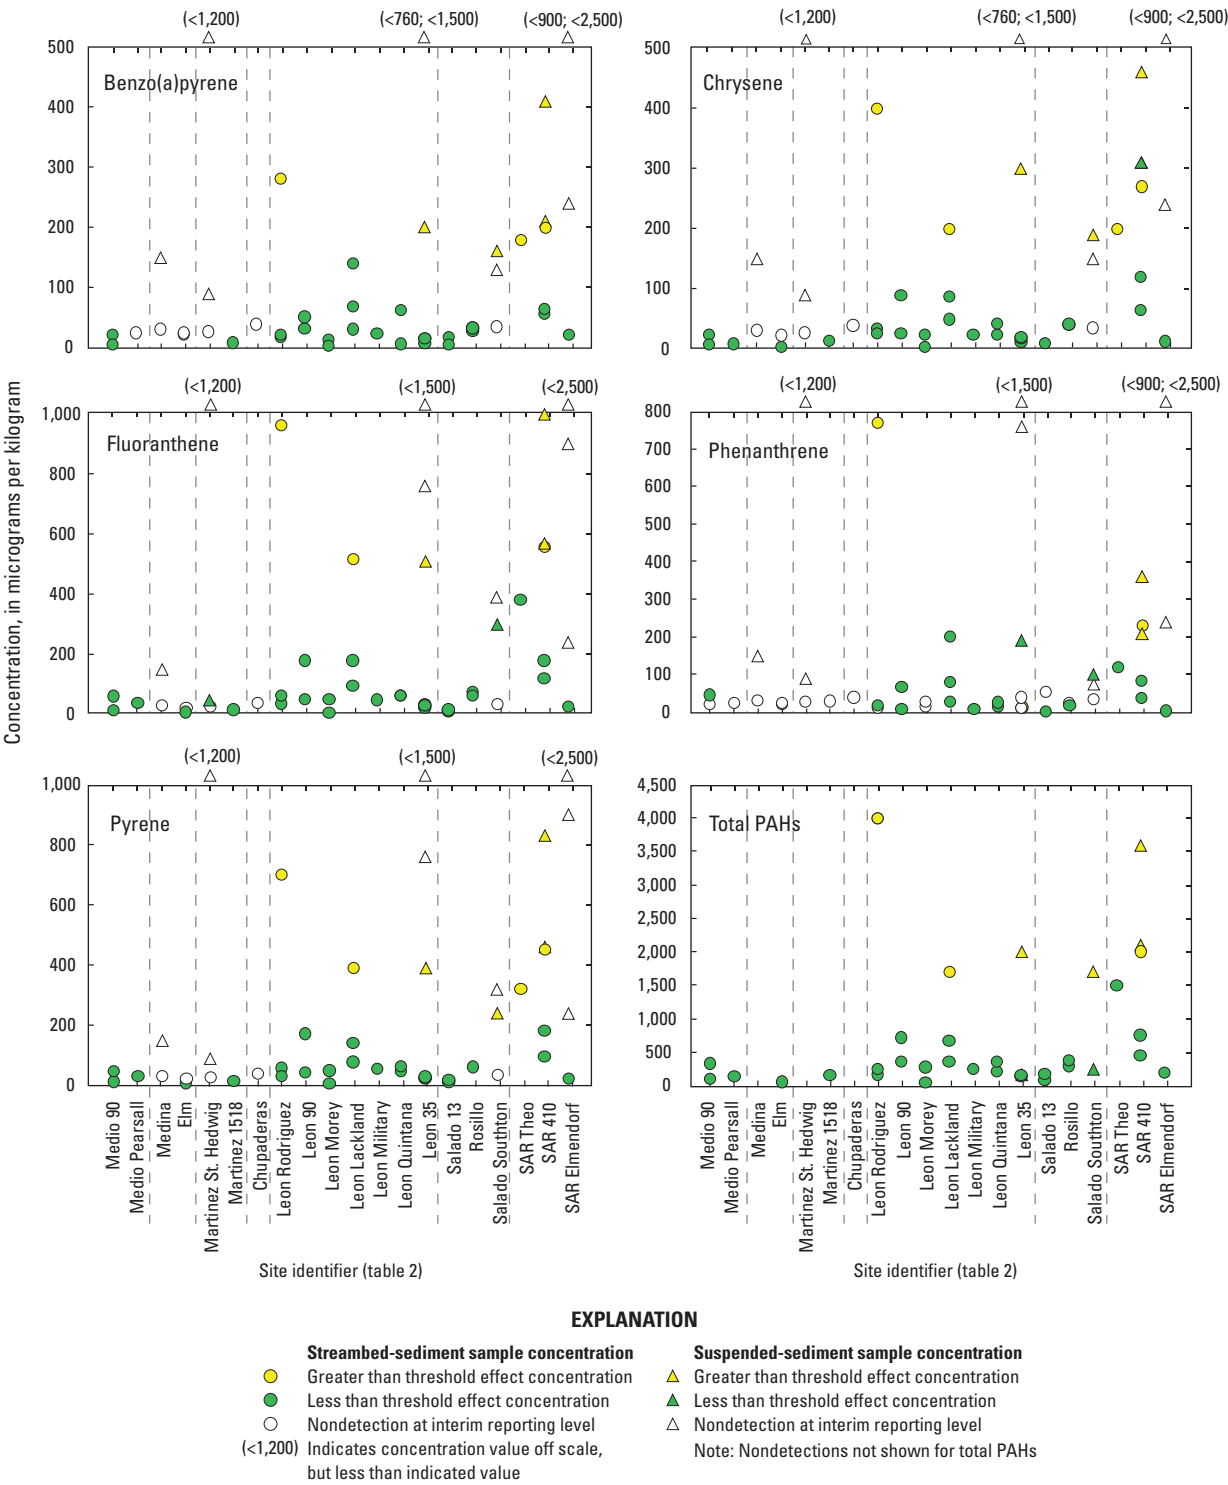 (<1,200)
(<760; <1,500)
(<900; <2,500)
500
400
300
200
100
0
Benzo(a)pyrene
(<1,200)
(<760; <1,500)
(<900; <2,500)
500
400
300
200
100
0
Chrysene
Concentration, in micrograms per kilogram
(<1,200)
(<1,500)
(<2,500)
1,000
800
600
400
200
0
Fluoranthene
(<1,200)
(<1,500)
(<900; <2,500)
800
700
600
500
400
300
200
100
0
Phenanthrene
(<1,200)
(<1,500)
(<2,500)
1,000
800
600
400
200
0
Pyrene
4,500
4,000
3,500
3,000
2,500
2,000
1,500
1,000
500
0
Total PAHs
Medio 90
Medio Pearsall
Medina
Elm
Martinez St. Hedwig
Martinez 1518
Chupaderas
Leon Rodriguez
Leon 90
Leon Morey
Leon Lackland
Leon Military
Leon Quintana
Leon 35
Salado 13
Rosillo
Salado Southton
SAR Theo
SAR 410
SAR Elmendorf
Site identifier (table 2)
Medio 90
Medio Pearsall
Medina
Elm
Martinez St. Hedwig
Martinez 1518
Chupaderas
Leon Rodriguez
Leon 90
Leon Morey
Leon Lackland
Leon Military
Leon Quintana
Leon 35
Salado 13
Rosillo
Salado Southton
SAR Theo
SAR 410
SAR Elmendorf
Site identifier (table 2)
EXPLANATION
Streambed-sediment sample concentration
Greater than threshold effect concentration
Less than threshold effect concentration
Nondetection at interim reporting level
(<1,200) Indicates concentration value off scale,
but less than indicated value
Suspended-sediment sample concentration
Greater than threshold effect concentration
Less than threshold effect concentration
Nondetection at interim reporting level
Note: Nondetections not shown for total PAHs